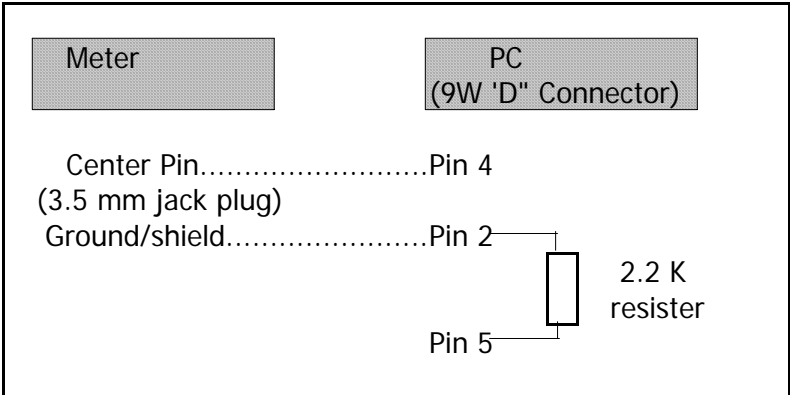 Meter PC
(9W 'D" Connector)
Center Pin..........................Pin 4
(3.5 mm jack plug)
Ground/shield.......................Pin 2
2.2 K
resister
Pin 5